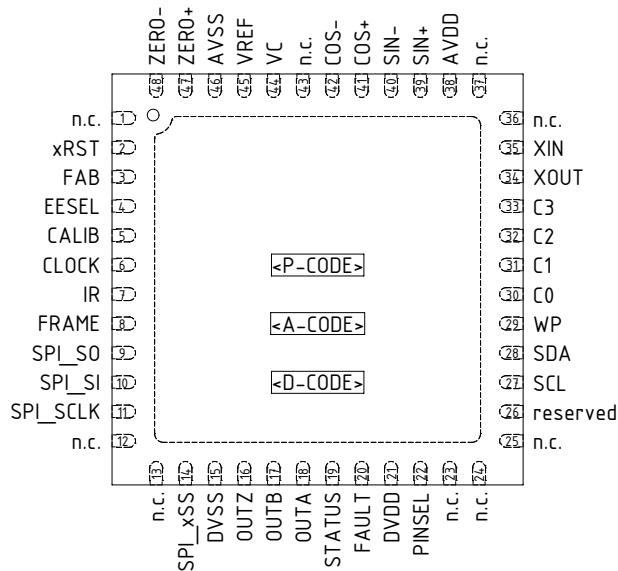 ZERO- ZERO+ AVSS VREF VC n.c. COS- COS+ SIN- SIN+ AVDD n.c.
48 47 46 45 44 43 42 41 40 39 38 37
n.c. 1 36 n.c.
xRST 2 35 XIN
FAB 3 34 XOUT
EESEL 4 33 C3
CALIB 5 32 C2
CLOCK 6 <P-CODE> 31 C1
IR 7 30 C0
FRAME 8 <A-CODE> 29 WP
SPI_SO 9 28 SDA
SPI_SI 10 <D-CODE> 27 SCL
SPI_SCLK 11 26 reserved
n.c. 12 25 n.c.
13 14 15 16 17 18 19 20 21 22 23 24
n.c. SPI_xSS DVSS OUTZ OUTB OUTA STATUS FAULT DVDD PINSEL n.c. n.c.